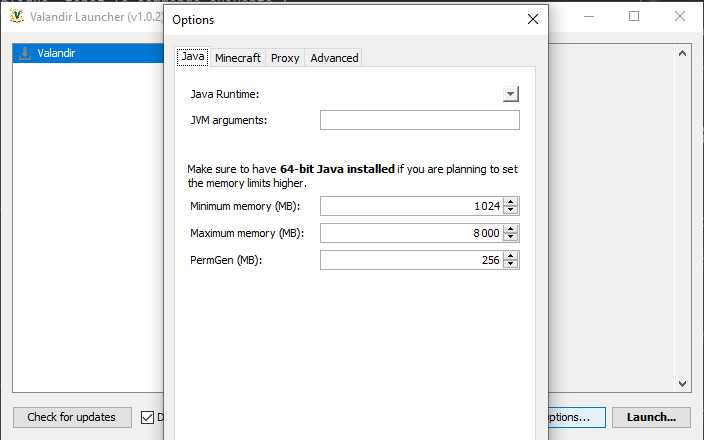 Valandir Launcher (v1.0.2)
Options
Valandir
Java
Minecraft
Proxy
Advanced
Java Runtime:
JVM arguments:
Make sure to have 64-bit Java installed if you are planning to set
the memory limits higher.
Minimum memory (MB): 1 024
Maximum memory (MB): 8 000
PermGen (MB): 256
Check for updates
D
ptions...
Launch...